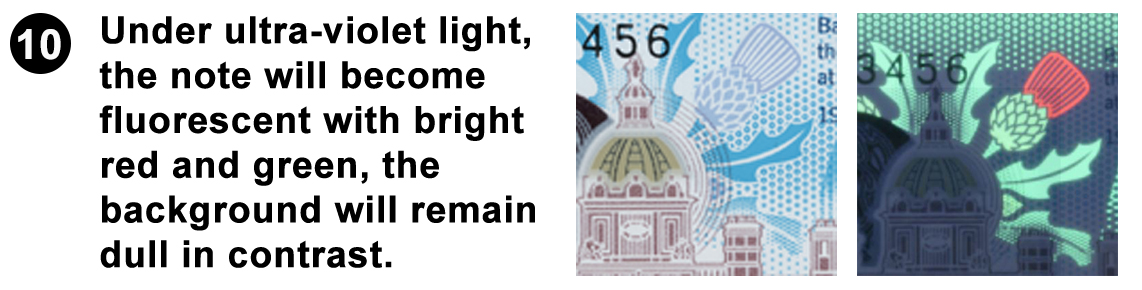 10
Under ultra-violet light,
the note will become
fluorescent with bright
red and green, the
background will remain
dull in contrast.
456
Ba
th
at
19
3456